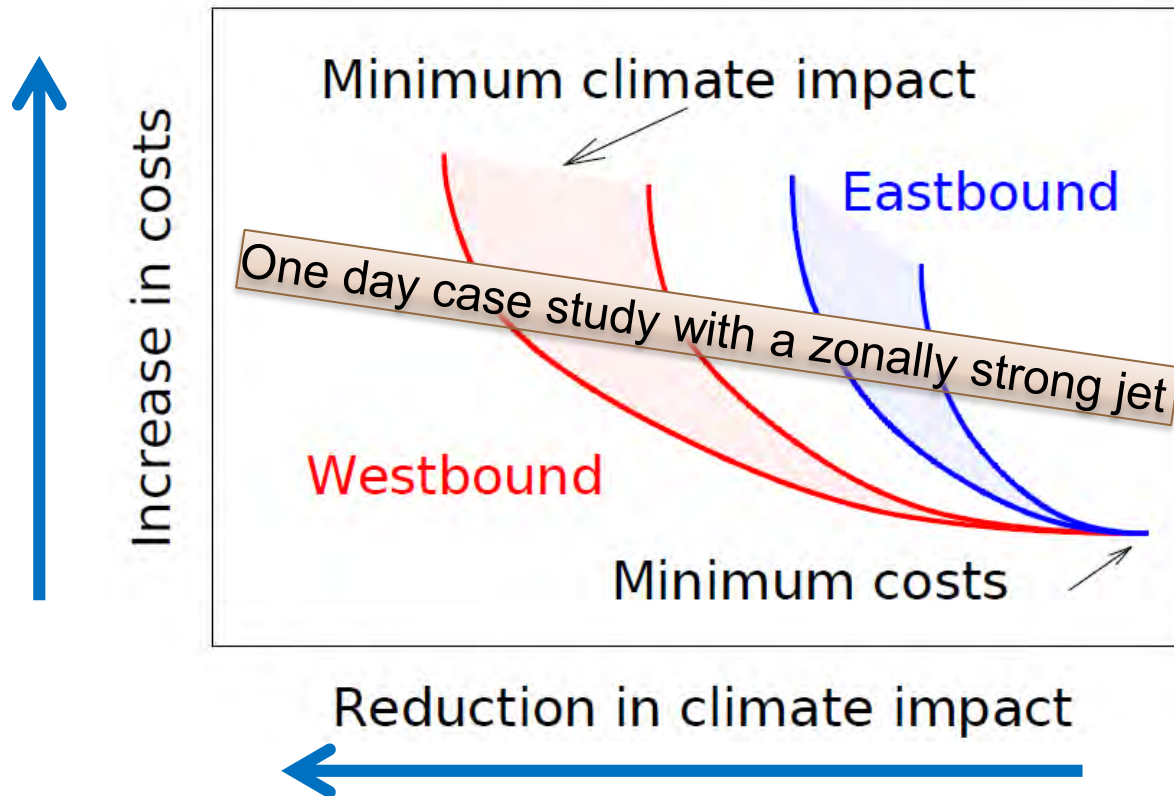 Minimum climate impact
Eastbound
Increase in costs
One day case study with a zonally strong jet
Westbound
Minimum costs
Reduction in climate impact